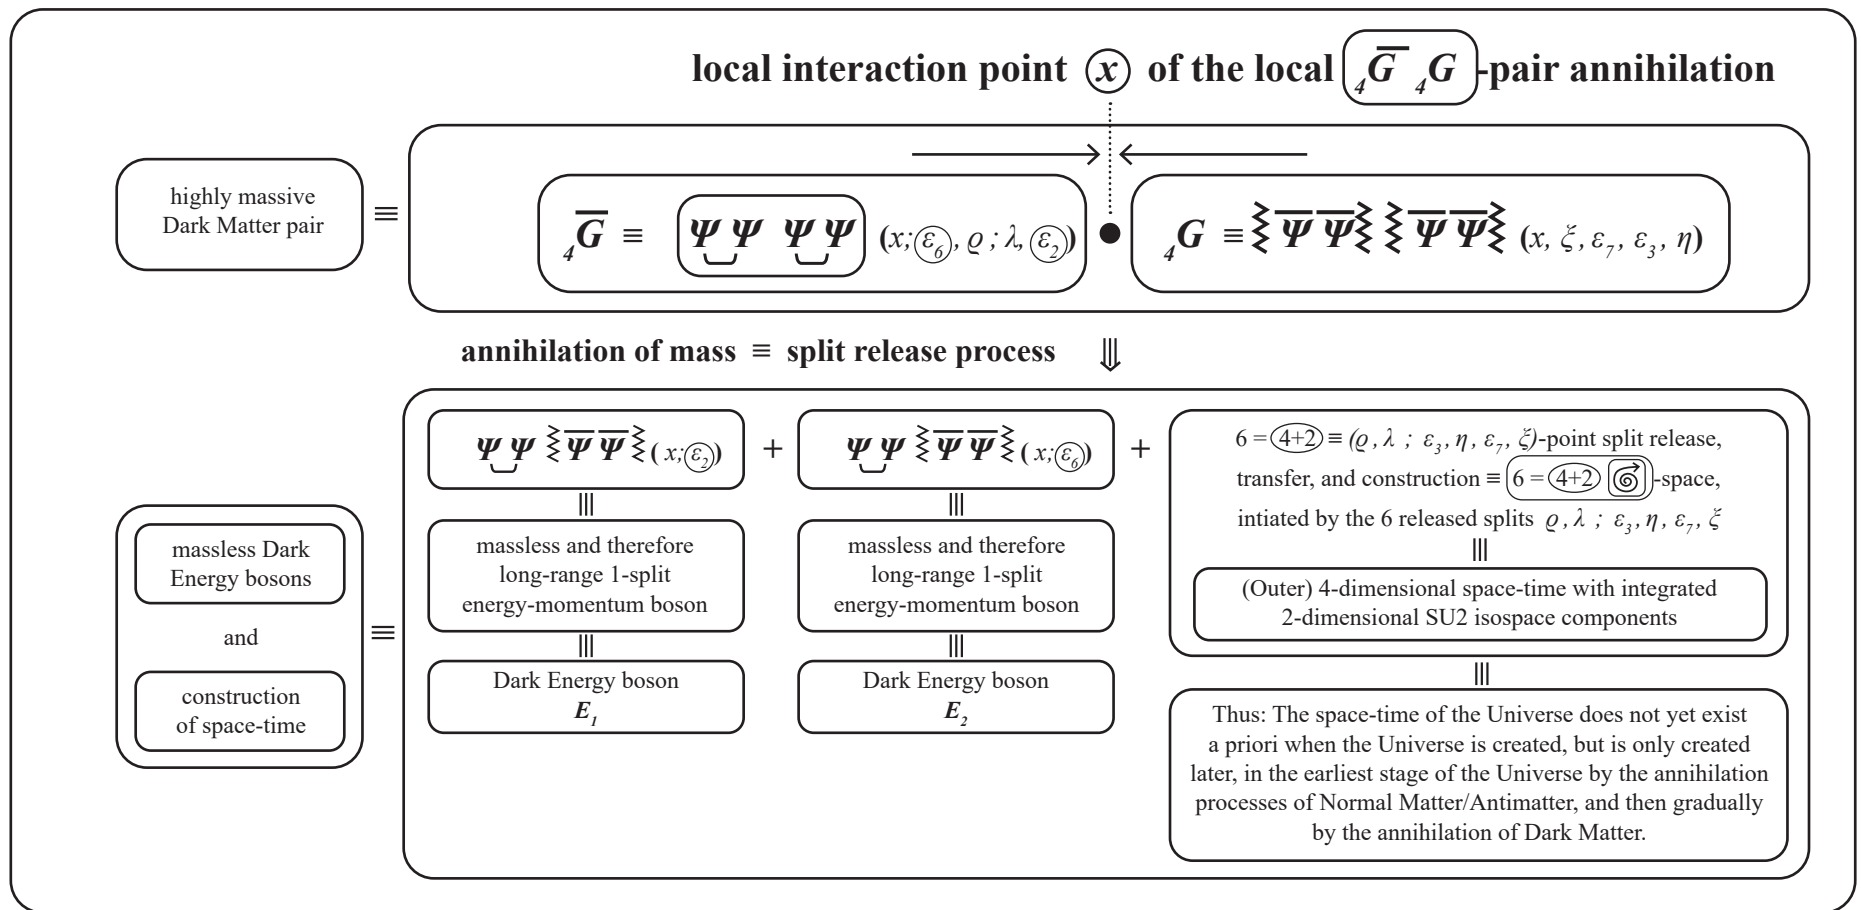 local interaction point x of the local ₄G̅ ₄G-pair annihilation
highly massive
Dark Matter pair
≡
₄G̅ ≡ Ψ Ψ Ψ Ψ (x; ε₆, ϱ ; λ, ε₂)
₄G ≡ Ψ̅ Ψ̅ Ψ̅ Ψ̅ (x, ξ, ε₇, ε₃, η)
annihilation of mass ≡ split release process
massless Dark
Energy bosons
and
construction
of space-time
≡
Ψ Ψ Ψ̅ Ψ̅ ( x; ε₂)
≡
massless and therefore
long-range 1-split
energy-momentum boson
≡
Dark Energy boson
E₁
+
Ψ Ψ Ψ̅ Ψ̅ ( x; ε₆)
≡
massless and therefore
long-range 1-split
energy-momentum boson
≡
Dark Energy boson
E₂
+
6 = 4+2 ≡ (ϱ, λ ; ε₃, η, ε₇, ξ)-point split release,
transfer, and construction ≡ 6 = 4+2 -space,
intiated by the 6 released splits ϱ, λ ; ε₃, η, ε₇, ξ
≡
(Outer) 4-dimensional space-time with integrated
2-dimensional SU2 isospace components
≡
Thus: The space-time of the Universe does not yet exist
a priori when the Universe is created, but is only created
later, in the earliest stage of the Universe by the annihilation
processes of Normal Matter/Antimatter, and then gradually
by the annihilation of Dark Matter.